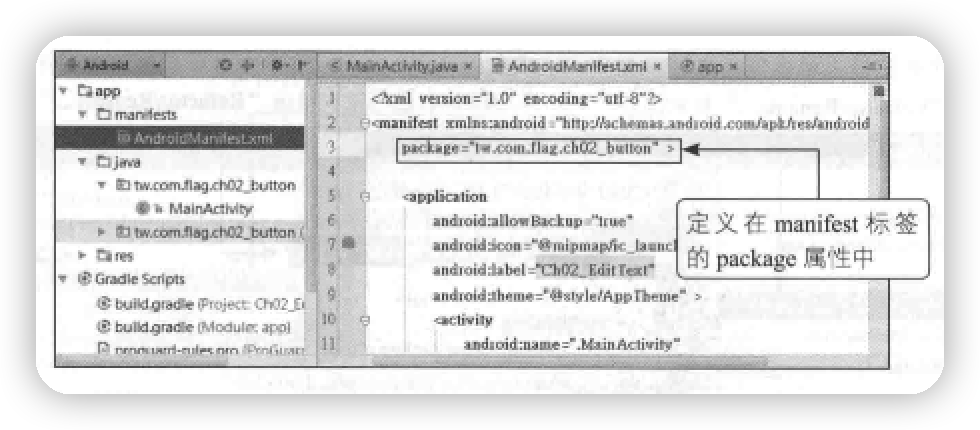 Android
MainActivity.java ×
AndroidManifest.xml ×
app ×
app
manifests
AndroidManifest.xml
java
tw.com.flag.ch02_button
MainActivity
tw.com.flag.ch02_button (
res
Gradle Scripts
build.gradle (Project: Ch02_E
build.gradle (Module: app)
proguard-rules.pro (ProGuar
1 <?xml version="1.0" encoding="utf-8"?>
2 <manifest xmlns:android="http://schemas.android.com/apk/res/android
3 package="tw.com.flag.ch02_button" >
4
5 <application
6 android:allowBackup="true"
7 android:icon="@mipmap/ic_launcl
8 android:label="Ch02_EditText"
9 android:theme="@style/AppTheme" >
10 <activity
11 android:name=".MainActivity"
定义在 manifest 标签
的 package 属性中